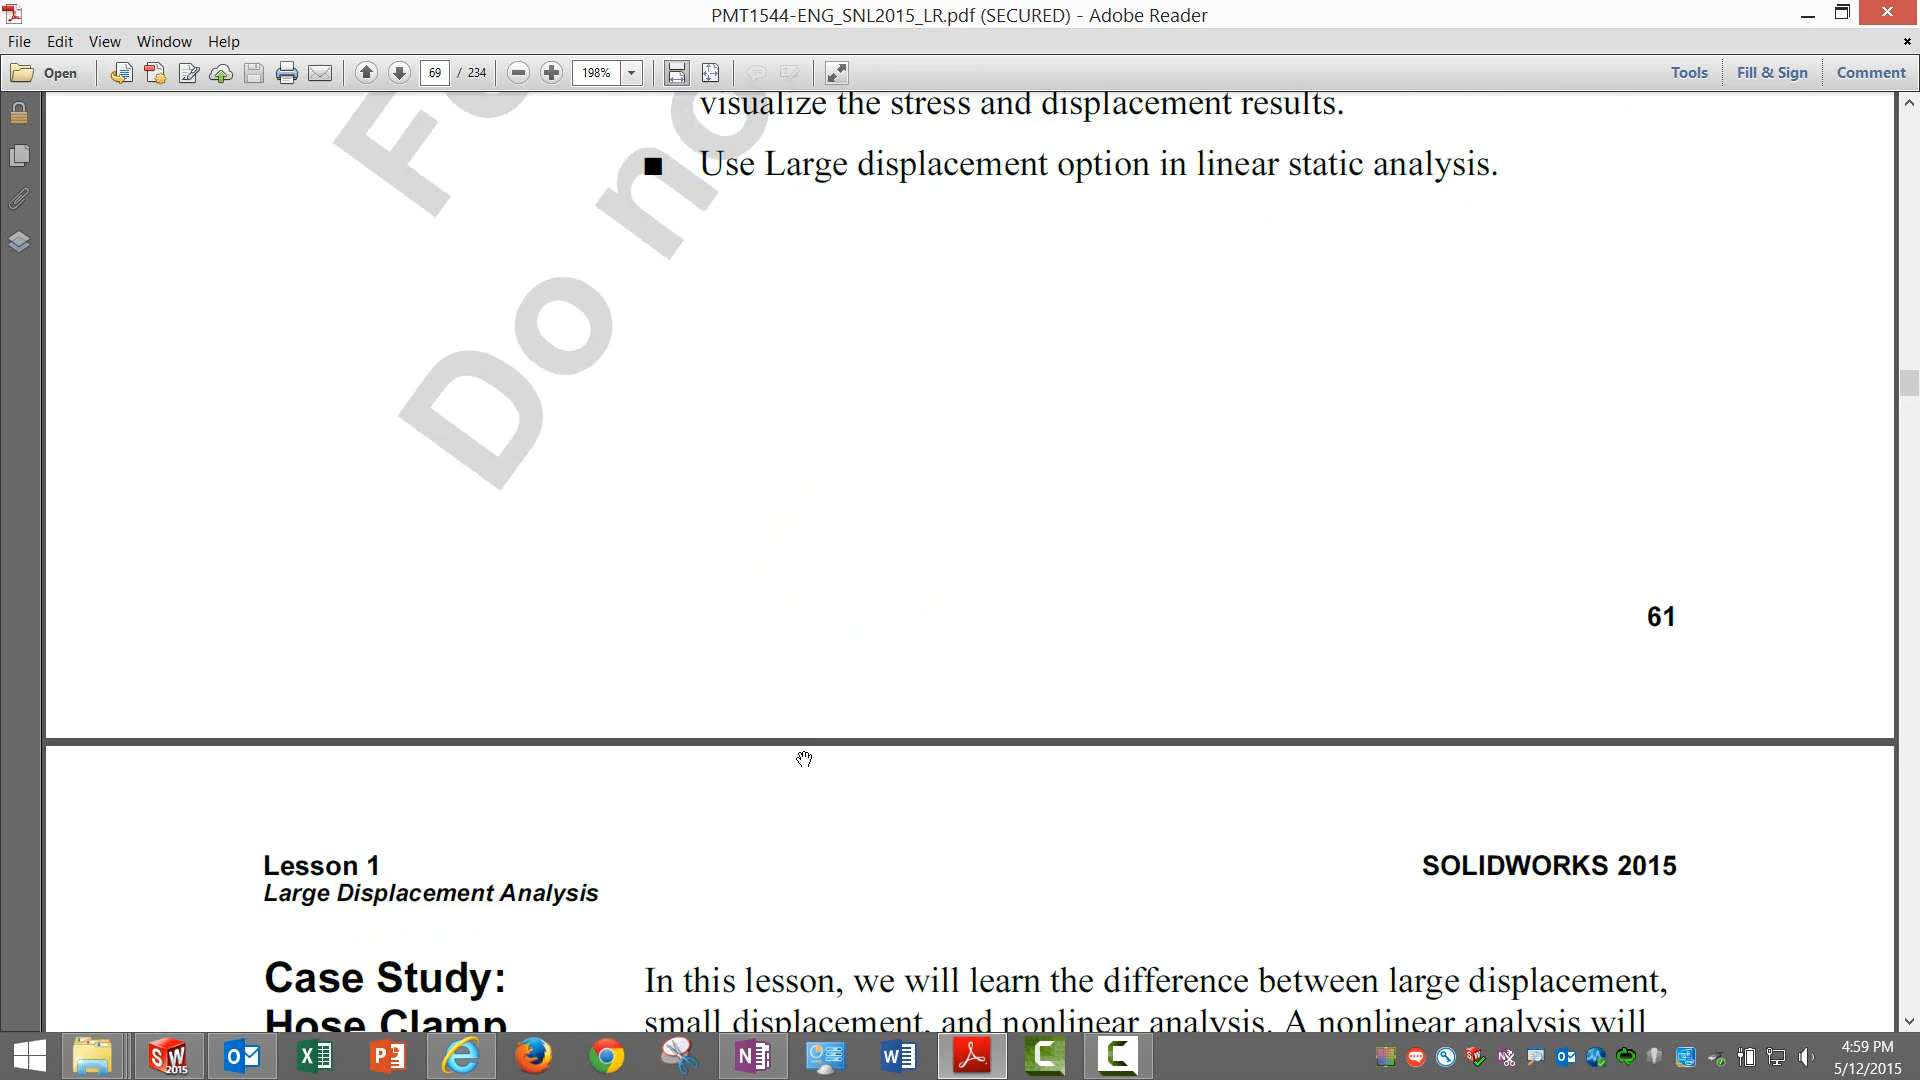 PMT1544-ENG_SNL2015_LR.pdf (SECURED) - Adobe Reader
File Edit View Window Help
Open 69 / 234 198% Tools Fill & Sign Comment
visualize the stress and displacement results.
■ Use Large displacement option in linear static analysis.
Do no
61
Lesson 1
SOLIDWORKS 2015
Large Displacement Analysis
Case Study:
Hose Clamp
In this lesson, we will learn the difference between large displacement,
small displacement, and nonlinear analysis. A nonlinear analysis will
4:59 PM
5/12/2015